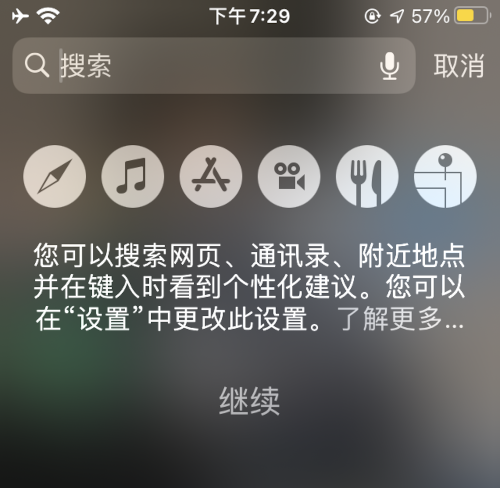 下午7:29
57%
搜索
取消
您可以搜索网页、通讯录、附近地点
并在键入时看到个性化建议。您可以
在“设置”中更改此设置。了解更多...
继续